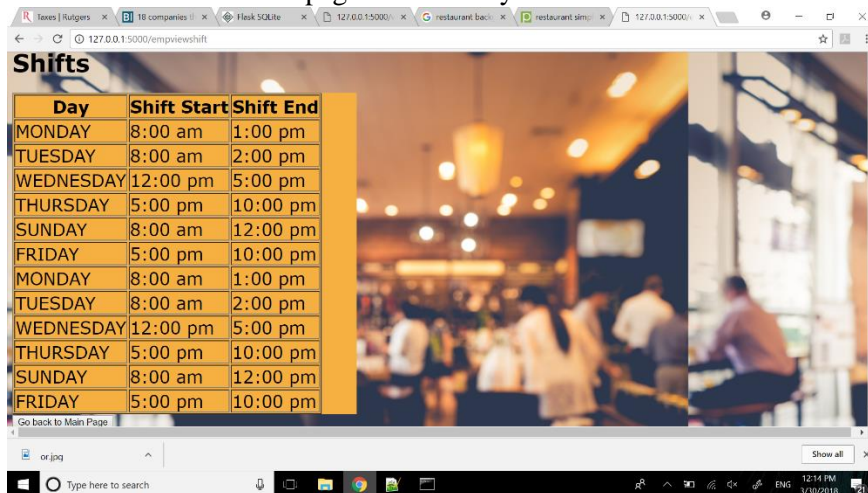 Taxes | Rutgers
18 companies t
Flask SQLite
127.0.0.1:5000/
restaurant back
restaurant simpl
127.0.0.1:5000/
127.0.0.1:5000/empviewshift
Shifts
Day Shift Start Shift End
MONDAY 8:00 am 1:00 pm
TUESDAY 8:00 am 2:00 pm
WEDNESDAY 12:00 pm 5:00 pm
THURSDAY 5:00 pm 10:00 pm
SUNDAY 8:00 am 12:00 pm
FRIDAY 5:00 pm 10:00 pm
MONDAY 8:00 am 1:00 pm
TUESDAY 8:00 am 2:00 pm
WEDNESDAY 12:00 pm 5:00 pm
THURSDAY 5:00 pm 10:00 pm
SUNDAY 8:00 am 12:00 pm
FRIDAY 5:00 pm 10:00 pm
Go back to Main Page
or.jpg
Show all
Type here to search
ENG
12:14 PM
3/30/2018